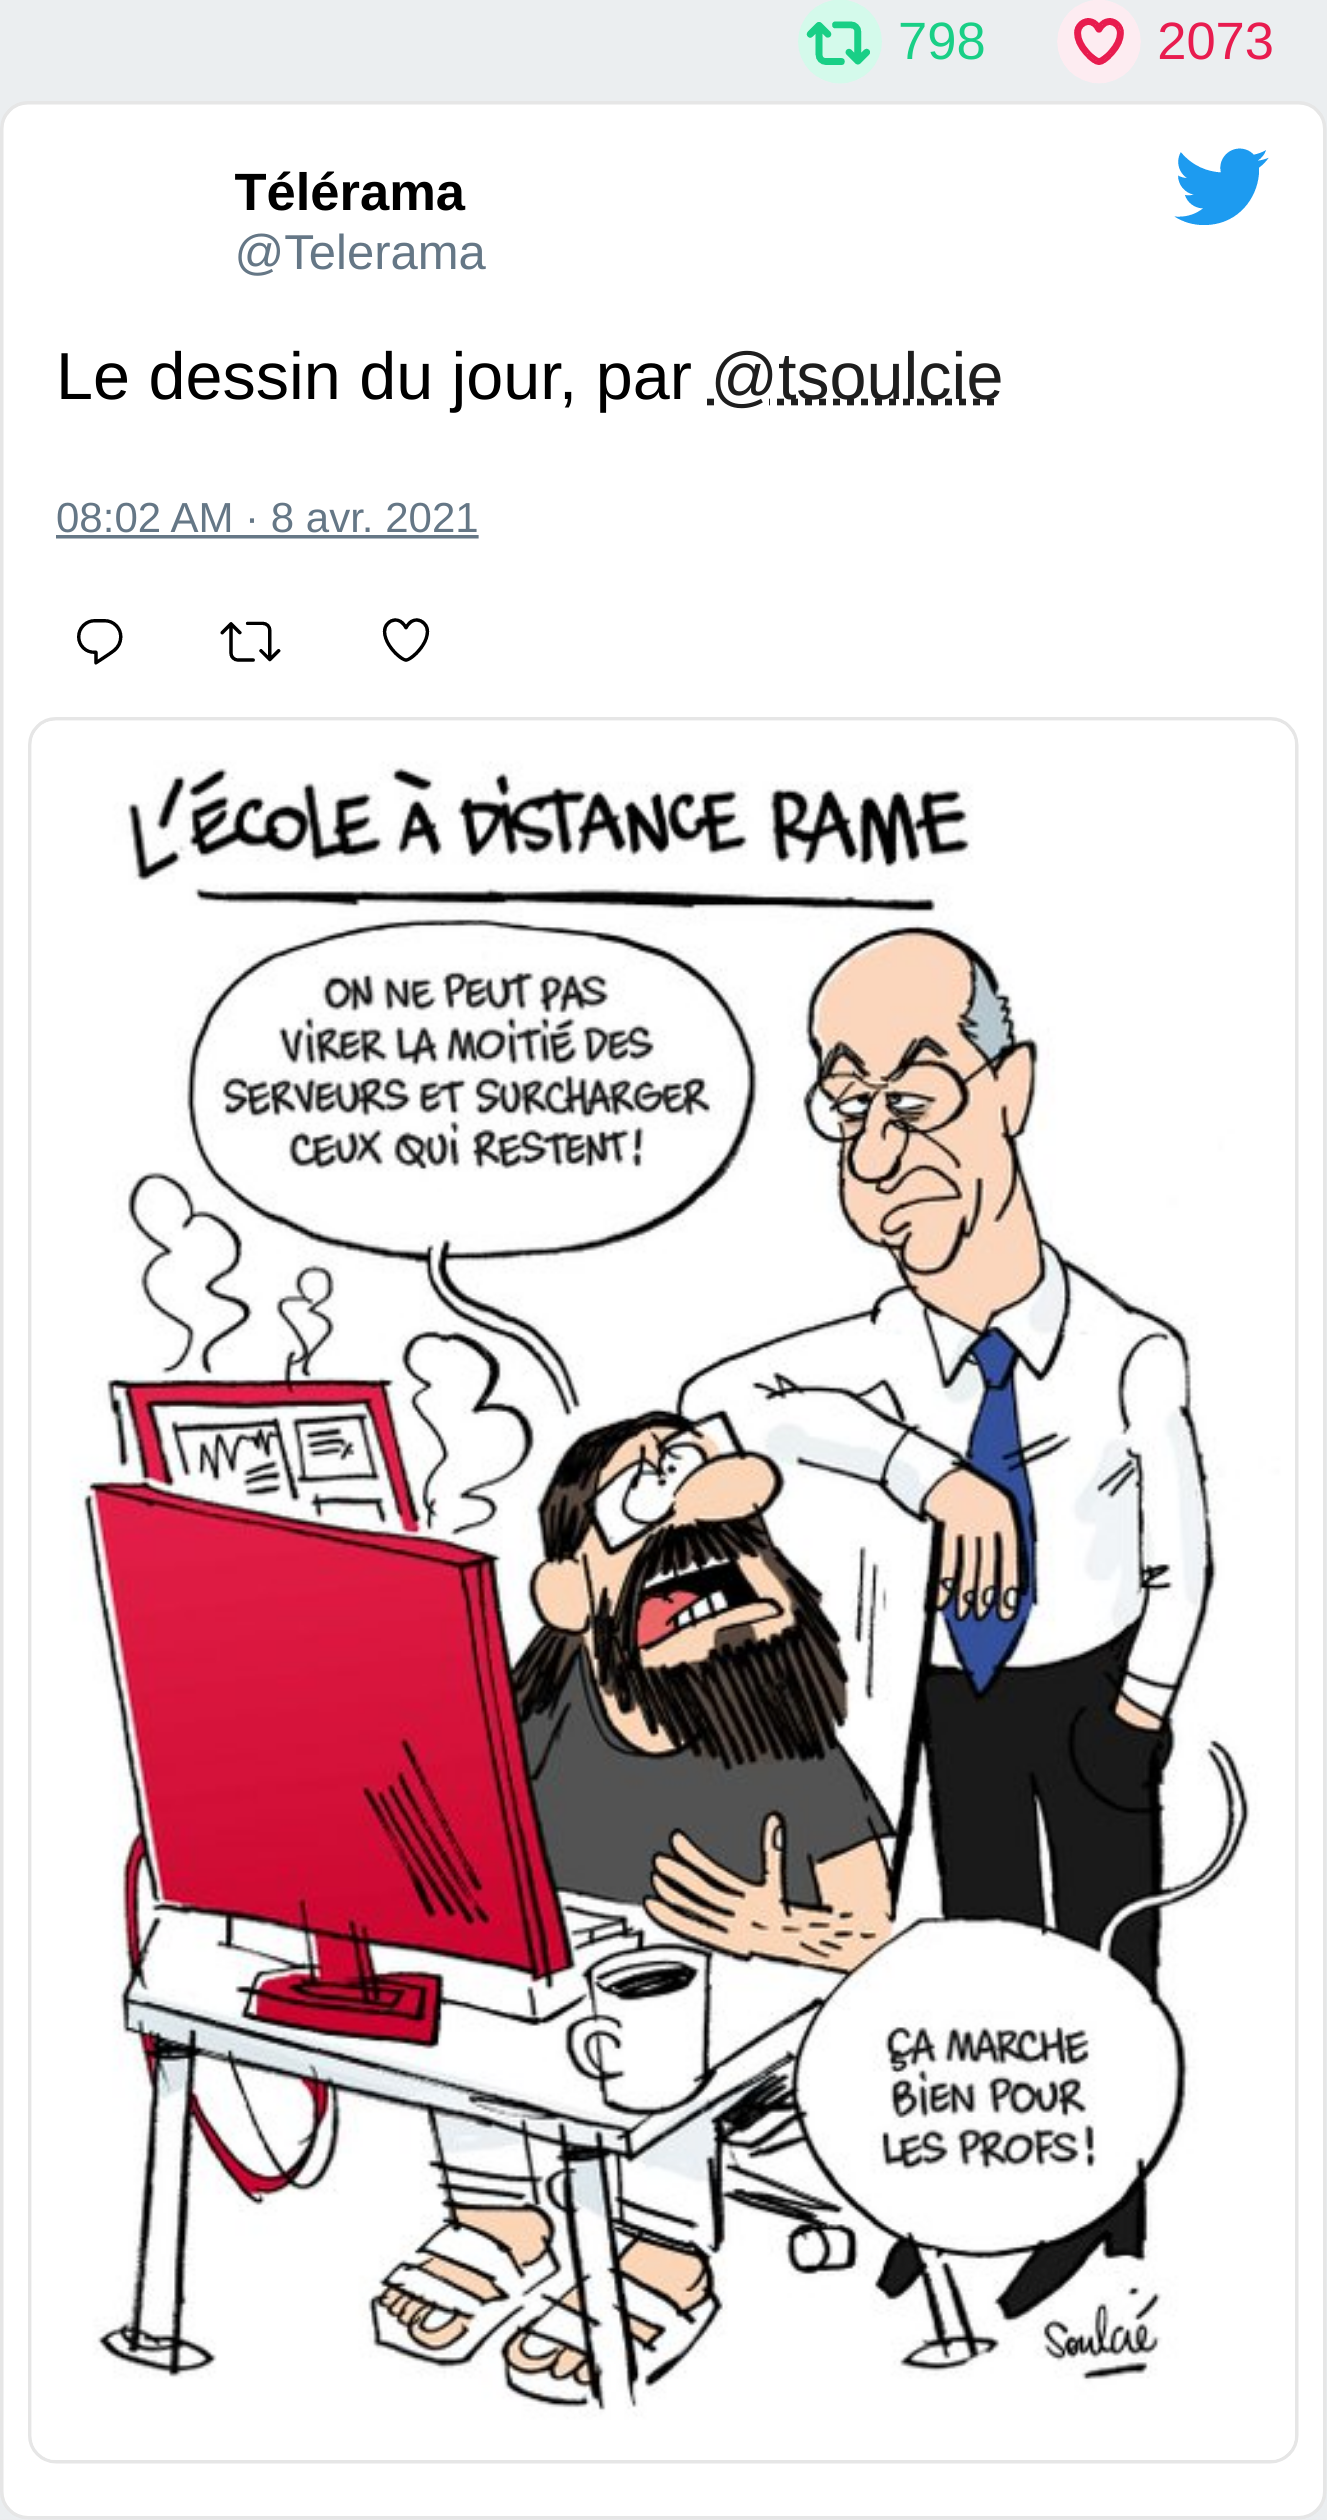 798 2073
Télérama
@Telerama
Le dessin du jour, par @tsoulcie
08:02 AM · 8 avr. 2021
L'ÉCOLE À DISTANCE RAME
ON NE PEUT PAS
VIRER LA MOITIÉ DES
SERVEURS ET SURCHARGER
CEUX QUI RESTENT!
ÇA MARCHE
BIEN POUR
LES PROFS!
Soulcié